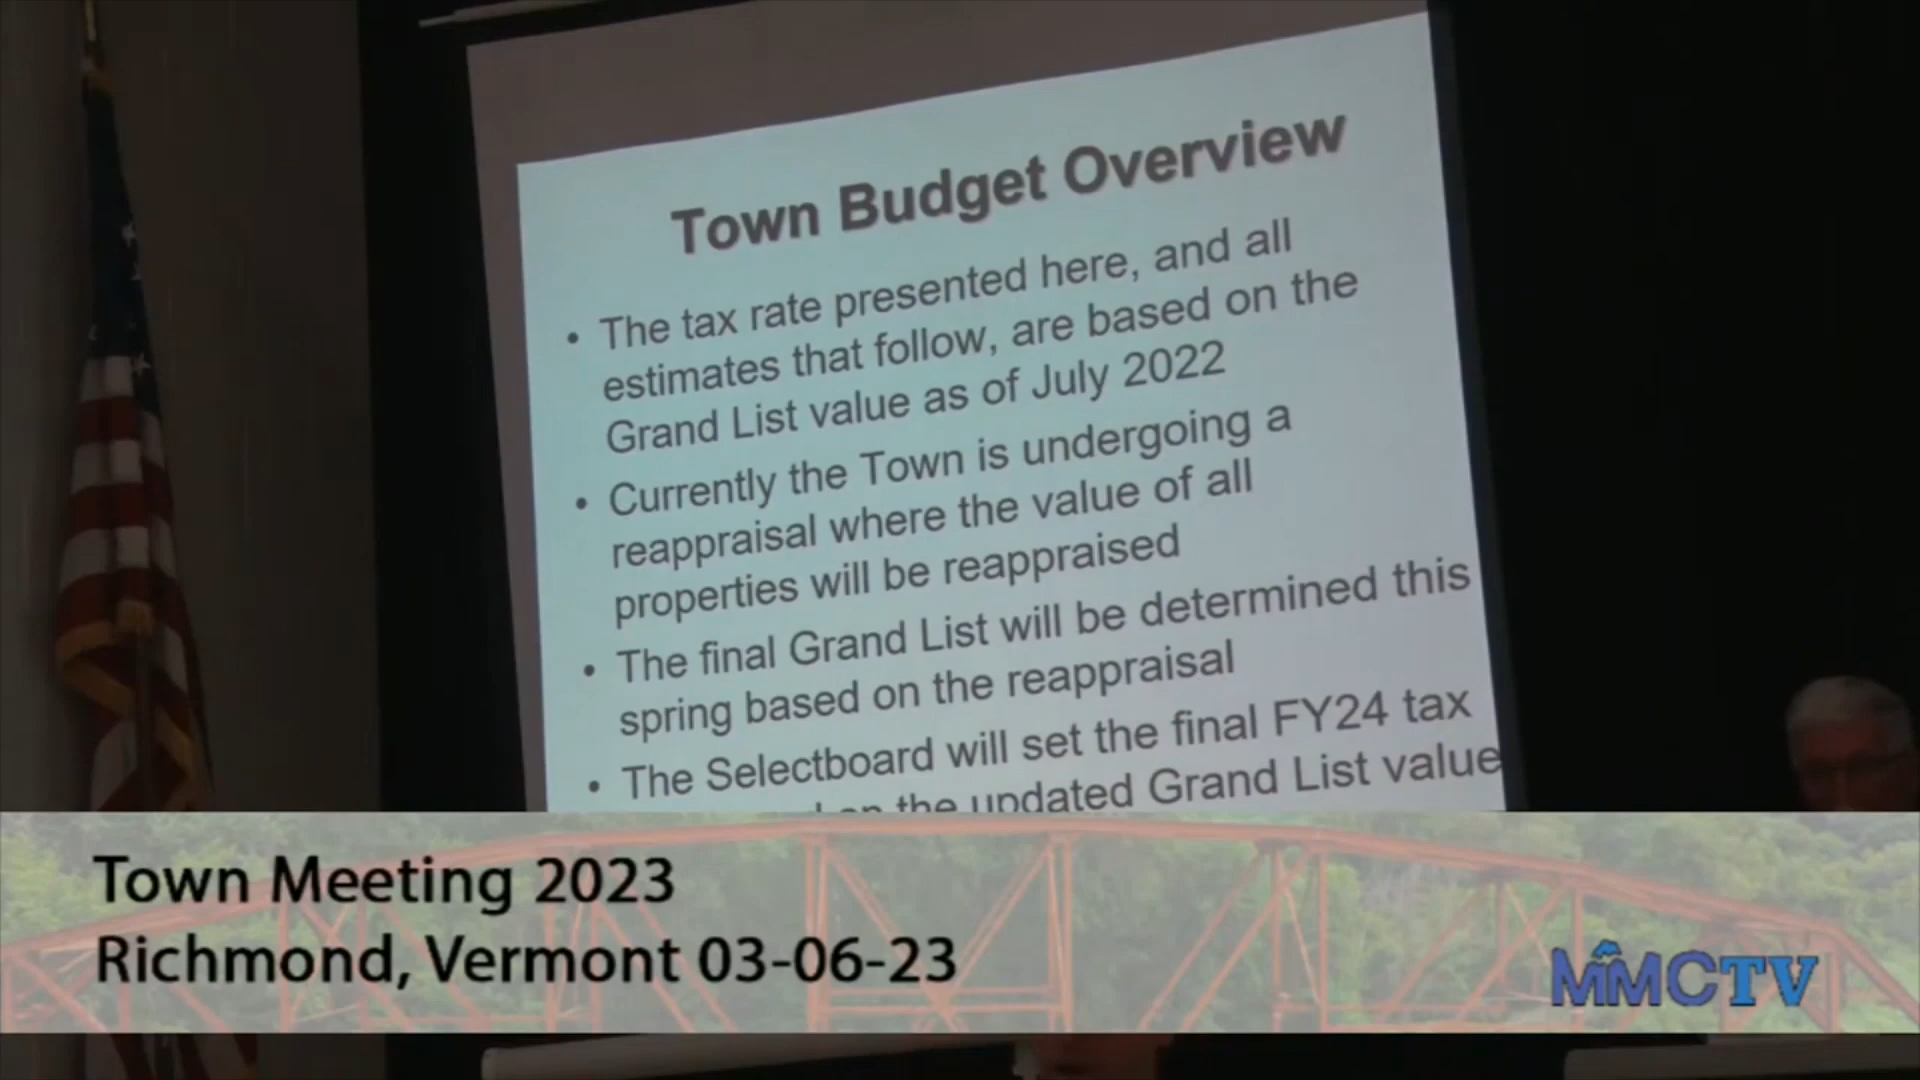 Town Budget Overview
• The tax rate presented here, and all
estimates that follow, are based on the
Grand List value as of July 2022
• Currently the Town is undergoing a
reappraisal where the value of all
properties will be reappraised
• The final Grand List will be determined this
spring based on the reappraisal
• The Selectboard will set the final FY24 tax
the updated Grand List value
Town Meeting 2023
Richmond, Vermont 03-06-23
MMCTV